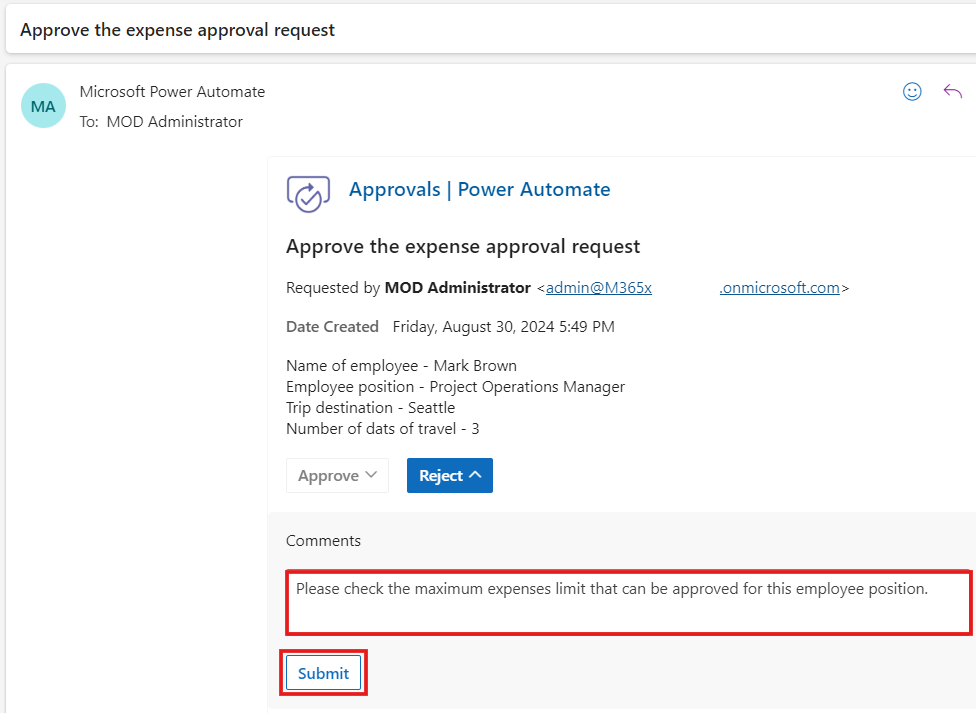 Approve the expense approval request
MA
Microsoft Power Automate
To: MOD Administrator
Approvals | Power Automate
Approve the expense approval request
Requested by MOD Administrator <admin@M365x .onmicrosoft.com>
Date Created Friday, August 30, 2024 5:49 PM
Name of employee - Mark Brown
Employee position - Project Operations Manager
Trip destination - Seattle
Number of dats of travel - 3
Approve Reject
Comments
Please check the maximum expenses limit that can be approved for this employee position.
Submit